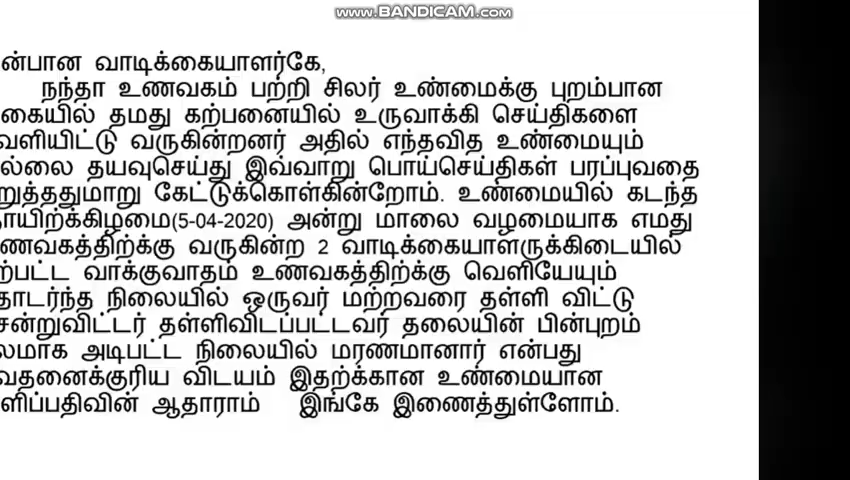 www.BANDICAM.com
ன்பான வாடிக்கையாளர்கே,
நந்தா உணவகம் பற்றி சிலர் உண்மைக்கு புறம்பான
கையில் தமது கற்பனையில் உருவாக்கி செய்திகளை
வளியிட்டு வருகின்றனர் அதில் எந்தவித உண்மையும்
ல்லை தயவுசெய்து இவ்வாறு பொய்செய்திகள் பரப்புவதை
றுத்ததுமாறு கேட்டுக்கொள்கின்றோம். உண்மையில் கடந்த
ாயிற்க்கிழமை(5-04-2020) அன்று மாலை வழமையாக எமது
ணவகத்திற்க்கு வருகின்ற 2 வாடிக்கையாளருக்கிடையில்
ற்பட்ட வாக்குவாதம் உணவகத்திற்க்கு வெளியேயும்
தாடர்ந்த நிலையில் ஒருவர் மற்றவரை தள்ளி விட்டு
சன்றுவிட்டர் தள்ளிவிடப்பட்டவர் தலையின் பின்புறம்
லமாக அடிபட்ட நிலையில் மரணமானார் என்பது
வதனைக்குரிய விடயம் இதற்க்கான உண்மையான
ளிப்பதிவின் ஆதாராம் இங்கே இணைத்துள்ளோம்.